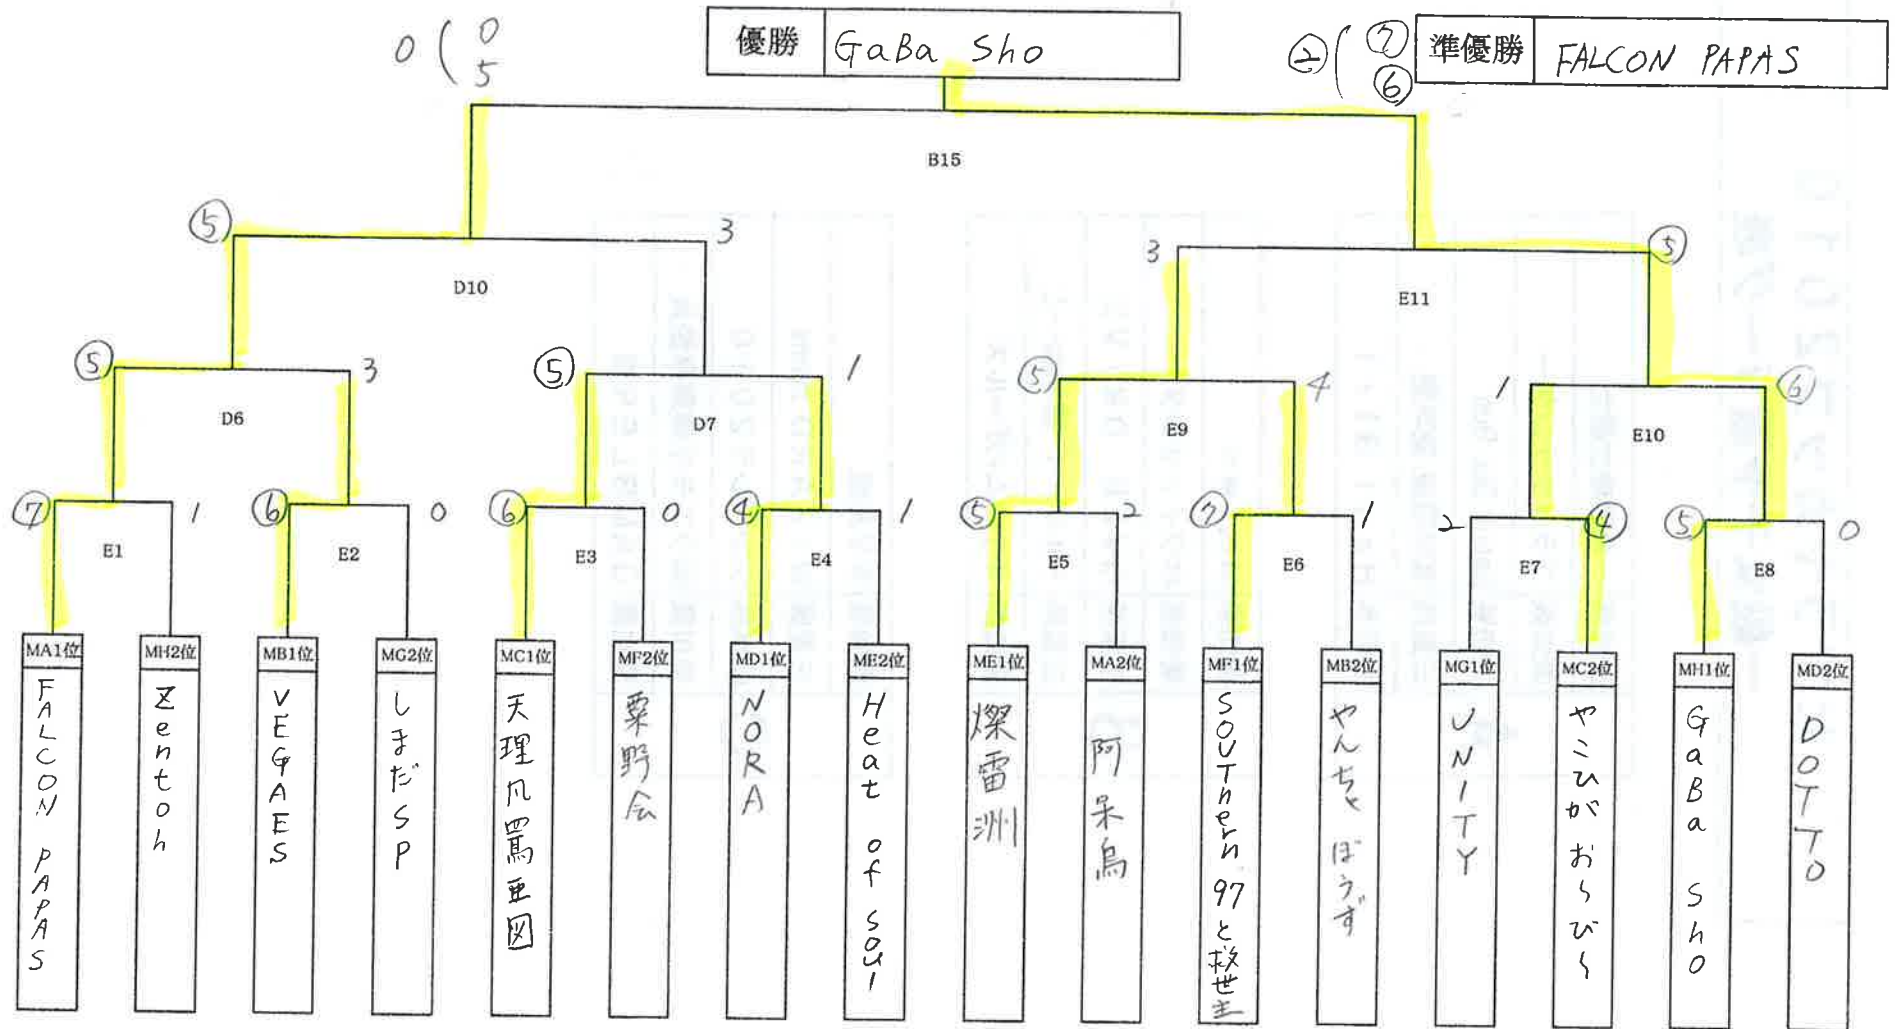 優勝 GaBa Sho
準優勝 FALCON PAPAS
0 ( 0
5
② ( ⑦
⑥
B15
⑤ 3
3 ⑤
D10
E11
⑤ 3
⑤ 1
⑤ 4
1 ⑥
D6
D7
E9
E10
⑦ 1
⑥ 0
⑥ 0
④ 1
⑤ 2
⑦ 1
2 ④
⑤ 0
E1
E2
E3
E4
E5
E6
E7
E8
MA1位
FALCON PAPAS
MH2位
Zentoh
MB1位
VEGAES
MG2位
しまだSP
MC1位
天理凡罵亜図
MF2位
粟野会
MD1位
NORA
ME2位
Heat of soul
ME1位
燦雷洲
MA2位
阿呆鳥
MF1位
SOUThern 97と救世主
MB2位
やんちゃ ぼうず
MG1位
UNITY
MC2位
やこひが お~び~
MH1位
GaBa Sho
MD2位
DOTTO